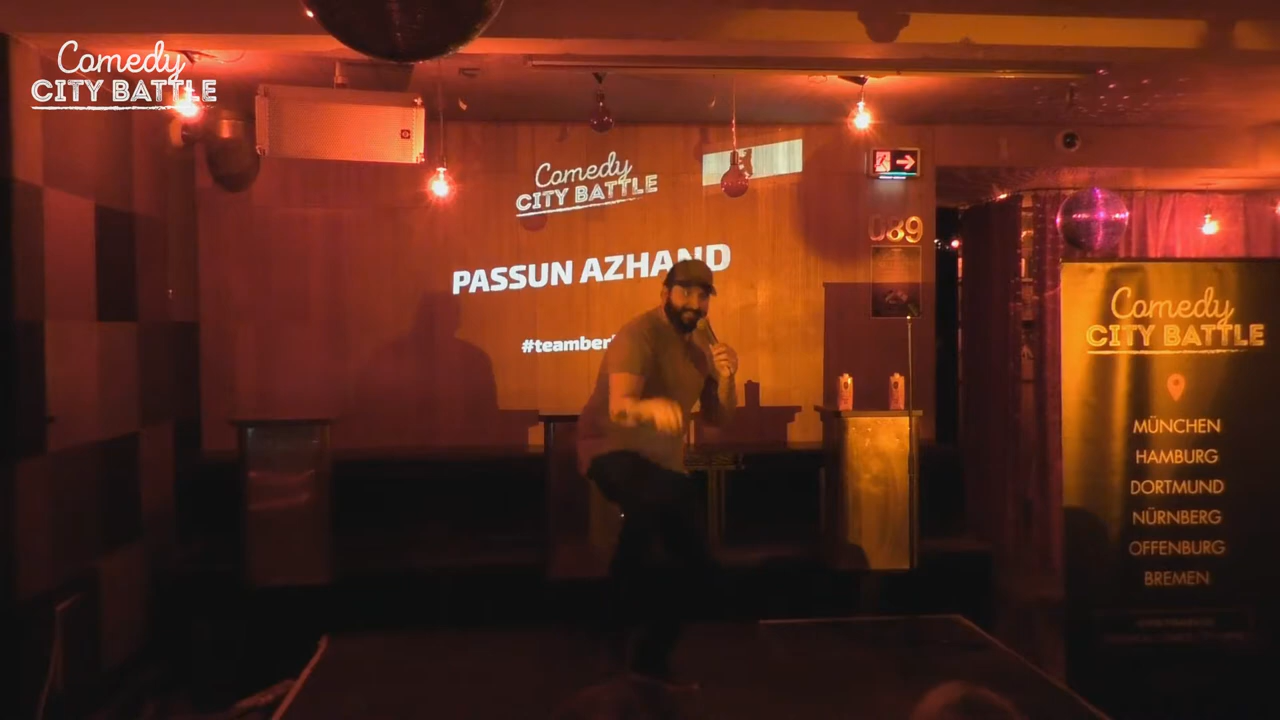 Comedy
CITY BATTLE
Comedy
CITY BATTLE
PASSUN AZHAND
#teamber
089
Comedy
CITY BATTLE
MÜNCHEN
HAMBURG
DORTMUND
NÜRNBERG
OFFENBURG
BREMEN